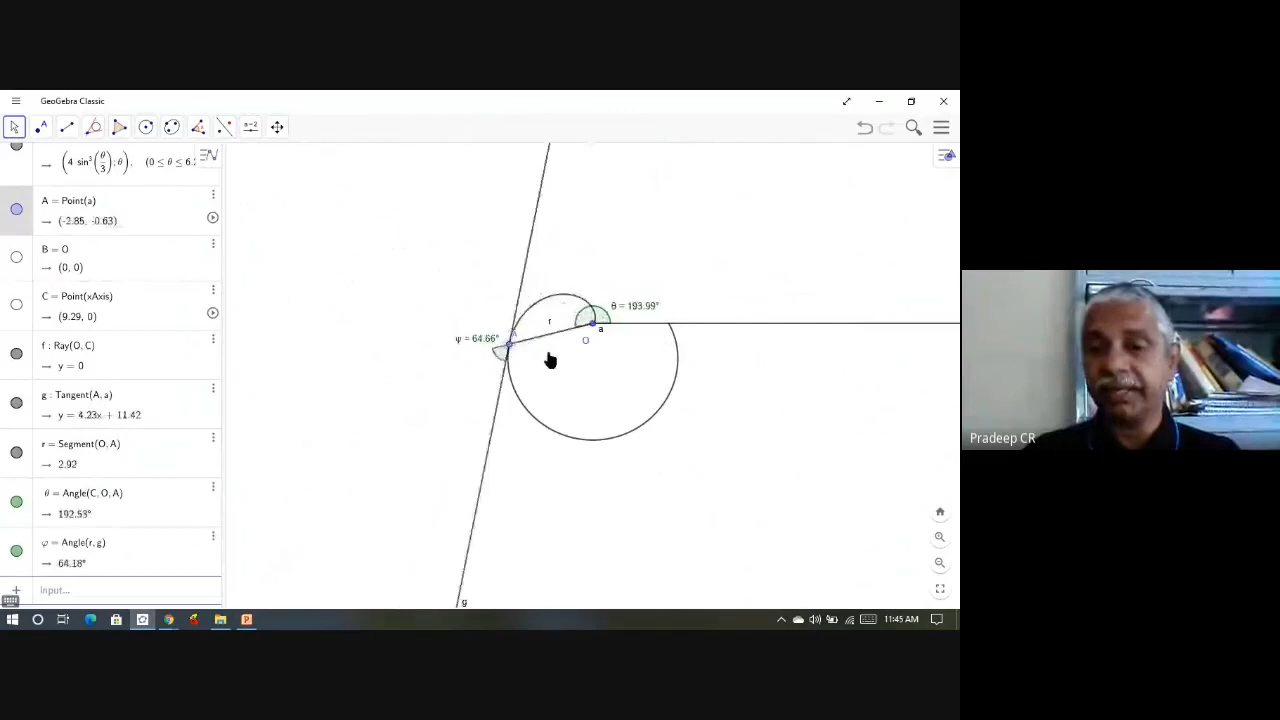 GeoGebra Classic
(4 sin³(θ/3); θ), (0 ≤ θ ≤ 6.2
A = Point(a)
→ (-2.85, -0.63)
B = O
→ (0, 0)
C = Point(xAxis)
→ (9.29, 0)
f : Ray(O, C)
→ y = 0
g : Tangent(A, a)
→ y = 4.23x + 11.42
r = Segment(O, A)
→ 2.92
θ = Angle(C, O, A)
→ 192.53°
φ = Angle(r, g)
→ 64.18°
Input...
θ = 193.99°
r
a
A
ψ = 64.66°
O
g
11:45 AM
Pradeep CR